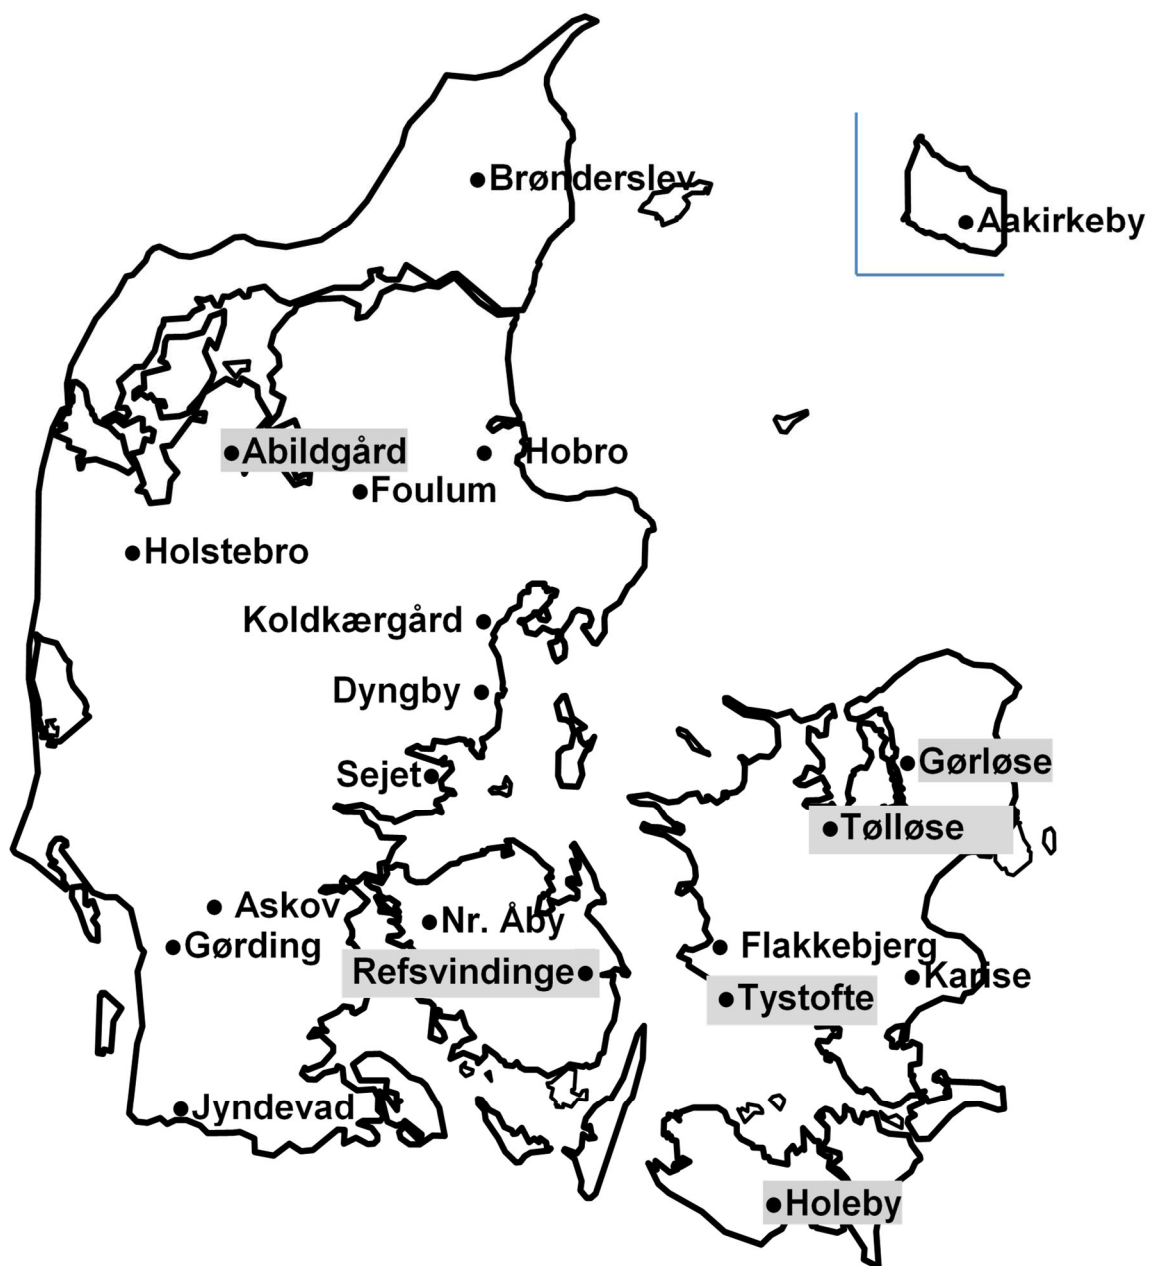 Brønderslev
Aakirkeby
Abildgård
Hobro
Foulum
Holstebro
Koldkærgård
Dyngby
Gørløse
Sejet
Tølløse
Askov
Nr. Åby
Gørding
Flakkebjerg
Refsvindinge
Karise
Tystofte
Jyndevad
Holeby